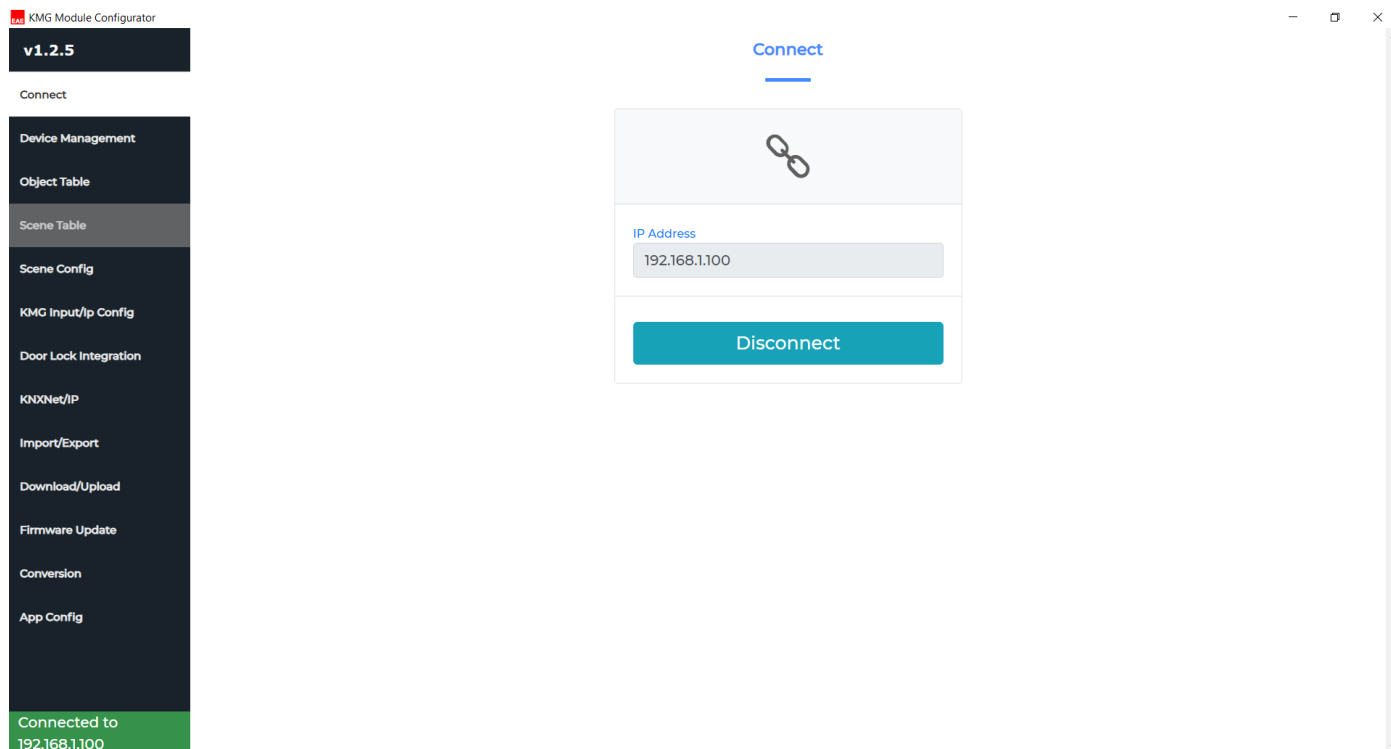 EAE KMG Module Configurator
v1.2.5
Connect
Device Management
Object Table
Scene Table
Scene Config
KMG Input/Ip Config
Door Lock Integration
KNXNet/IP
Import/Export
Download/Upload
Firmware Update
Conversion
App Config
Connected to
192.168.1.100
Connect
IP Address
192.168.1.100
Disconnect